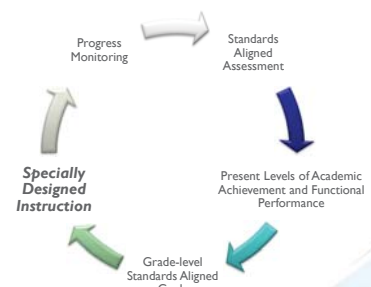 Progress
Monitoring
Standards
Aligned
Assessment
Present Levels of Academic
Achievement and Functional
Performance
Grade-level
Standards Aligned
Specially
Designed
Instruction